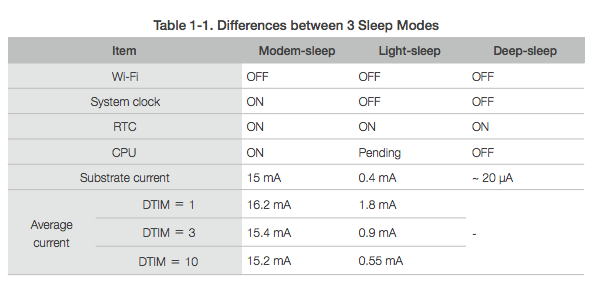 Table 1-1. Differences between 3 Sleep Modes
Item Modem-sleep Light-sleep Deep-sleep
Wi-Fi OFF OFF OFF
System clock ON OFF OFF
RTC ON ON ON
CPU ON Pending OFF
Substrate current 15 mA 0.4 mA ~ 20 μA
Average current DTIM = 1 16.2 mA 1.8 mA -
DTIM = 3 15.4 mA 0.9 mA
DTIM = 10 15.2 mA 0.55 mA